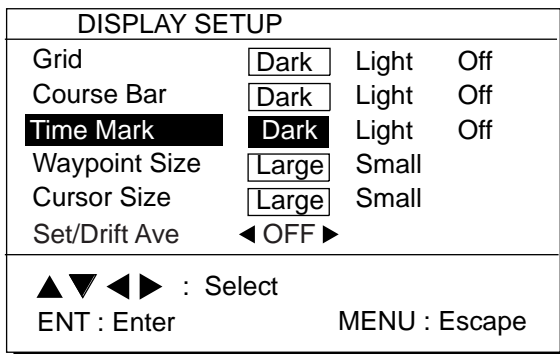 DISPLAY SETUP
Grid Dark Light Off
Course Bar Dark Light Off
Time Mark Dark Light Off
Waypoint Size Large Small
Cursor Size Large Small
Set/Drift Ave ◀ OFF ▶
▲ ▼ ◀ ▶ : Select
ENT : Enter MENU : Escape